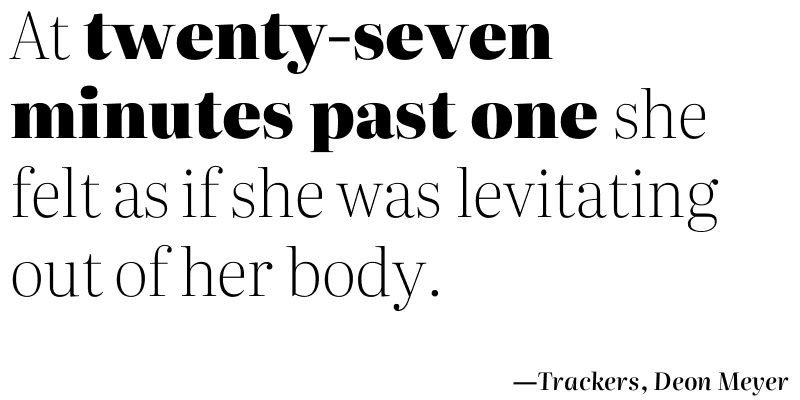 At twenty-seven
minutes past one she
felt as if she was levitating
out of her body.
—Trackers, Deon Meyer